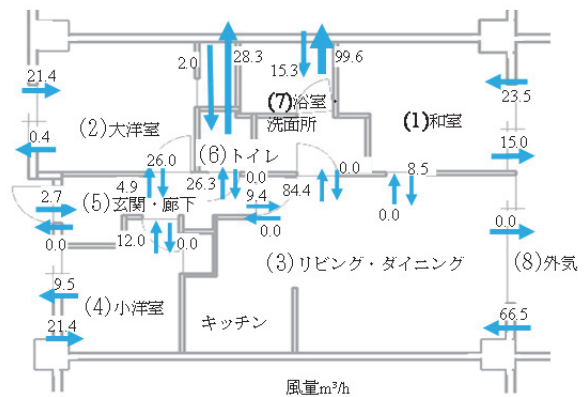 2.0 28.3 15.3 99.6
21.4 23.5
(7)浴室・
洗面所
(2)大洋室 (1)和室
0.4 15.0
(6)トイレ
26.0 26.3 0.0 0.0 8.5
4.9 9.4 84.4
2.7 (5)玄関・廊下 0.0 0.0
0.0 12.0 0.0 0.0
(3)リビング・ダイニング (8)外気
9.5 (4)小洋室
21.4 キッチン 66.5
風量m³/h